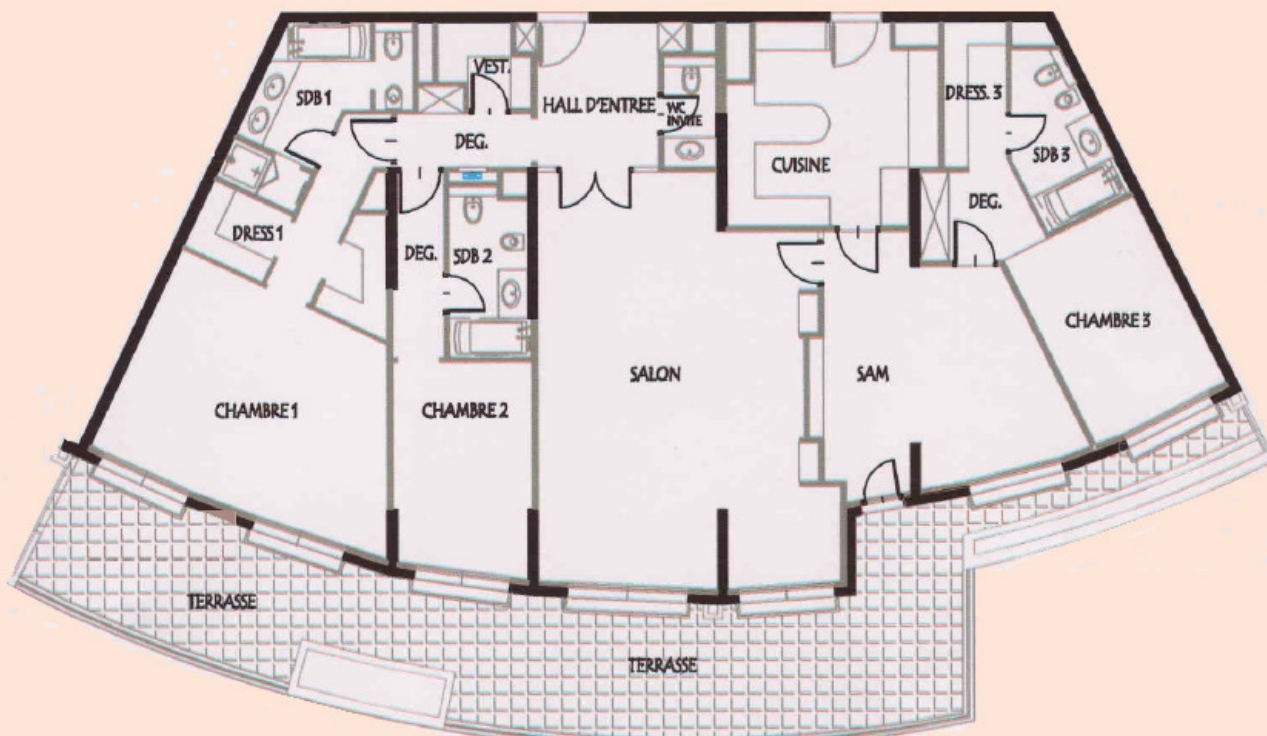 VEST.
SDB 1
HALL D'ENTREE
WC
INVITE
DRESS. 3
DEG.
CUISINE
SDB 3
DRESS 1
DEG.
SDB 2
DEG.
CHAMBRE 3
SALON
SAM
CHAMBRE 1
CHAMBRE 2
TERRASSE
TERRASSE